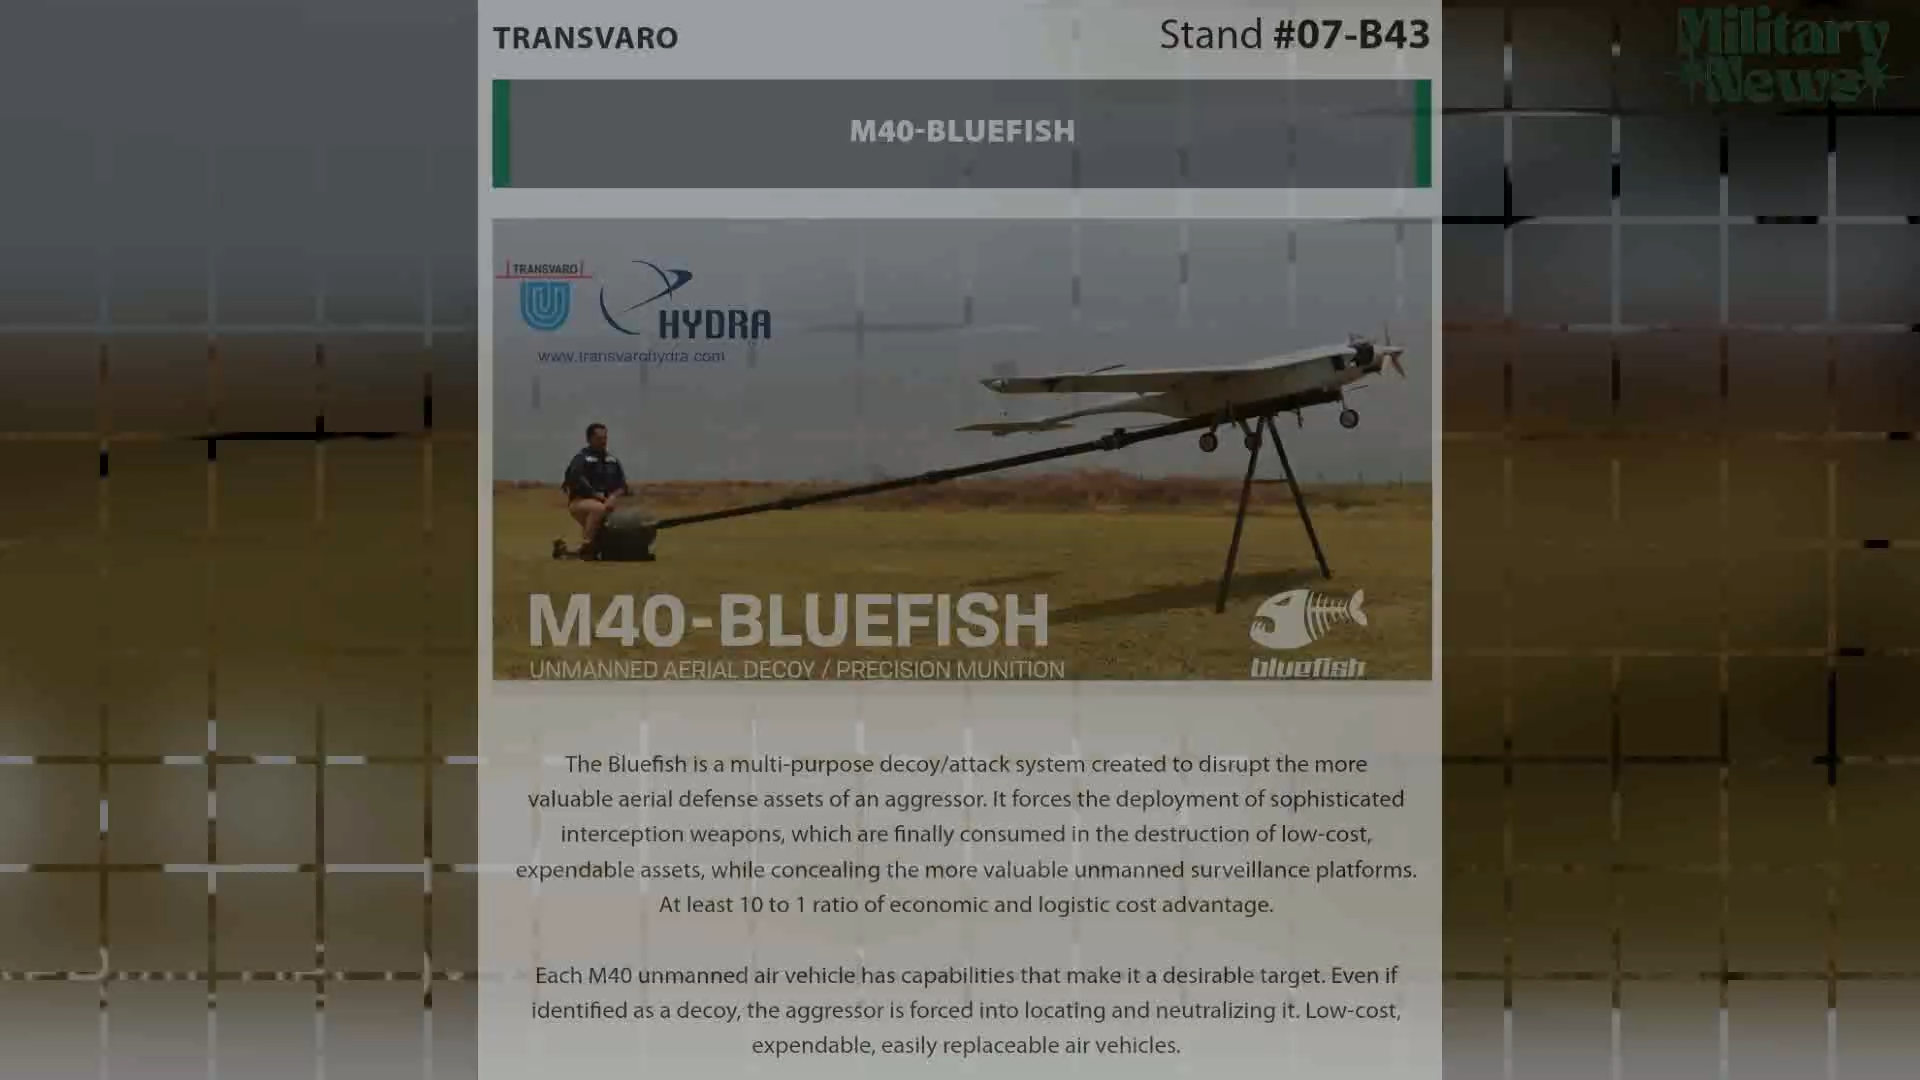 TRANSVARO
Stand #07-B43
Military
News
M40-BLUEFISH
TRANSVARO
HYDRA
www.transvarohydra.com
M40-BLUEFISH
UNMANNED AERIAL DECOY / PRECISION MUNITION
bluefish
The Bluefish is a multi-purpose decoy/attack system created to disrupt the more
valuable aerial defense assets of an aggressor. It forces the deployment of sophisticated
interception weapons, which are finally consumed in the destruction of low-cost,
expendable assets, while concealing the more valuable unmanned surveillance platforms.
At least 10 to 1 ratio of economic and logistic cost advantage.
Each M40 unmanned air vehicle has capabilities that make it a desirable target. Even if
identified as a decoy, the aggressor is forced into locating and neutralizing it. Low-cost,
expendable, easily replaceable air vehicles.